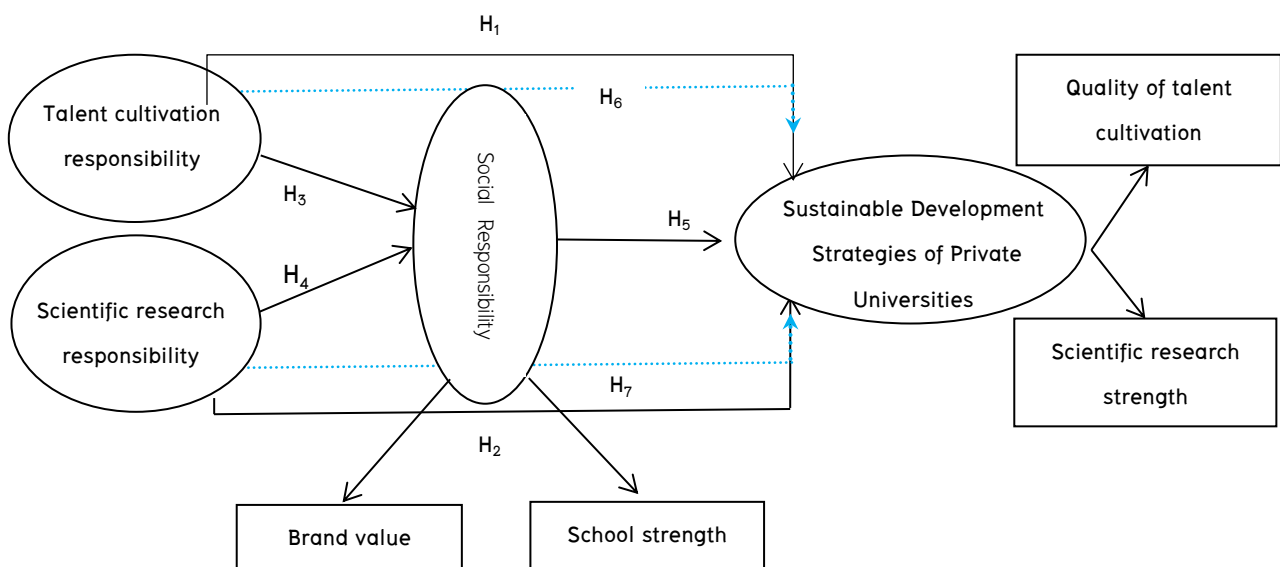 H1
Talent cultivation
responsibility
H6
Quality of talent
cultivation
H3
Social Responsibility
H5
Sustainable Development
Strategies of Private
Universities
H4
Scientific research
responsibility
H7
Scientific research
strength
H2
Brand value
School strength